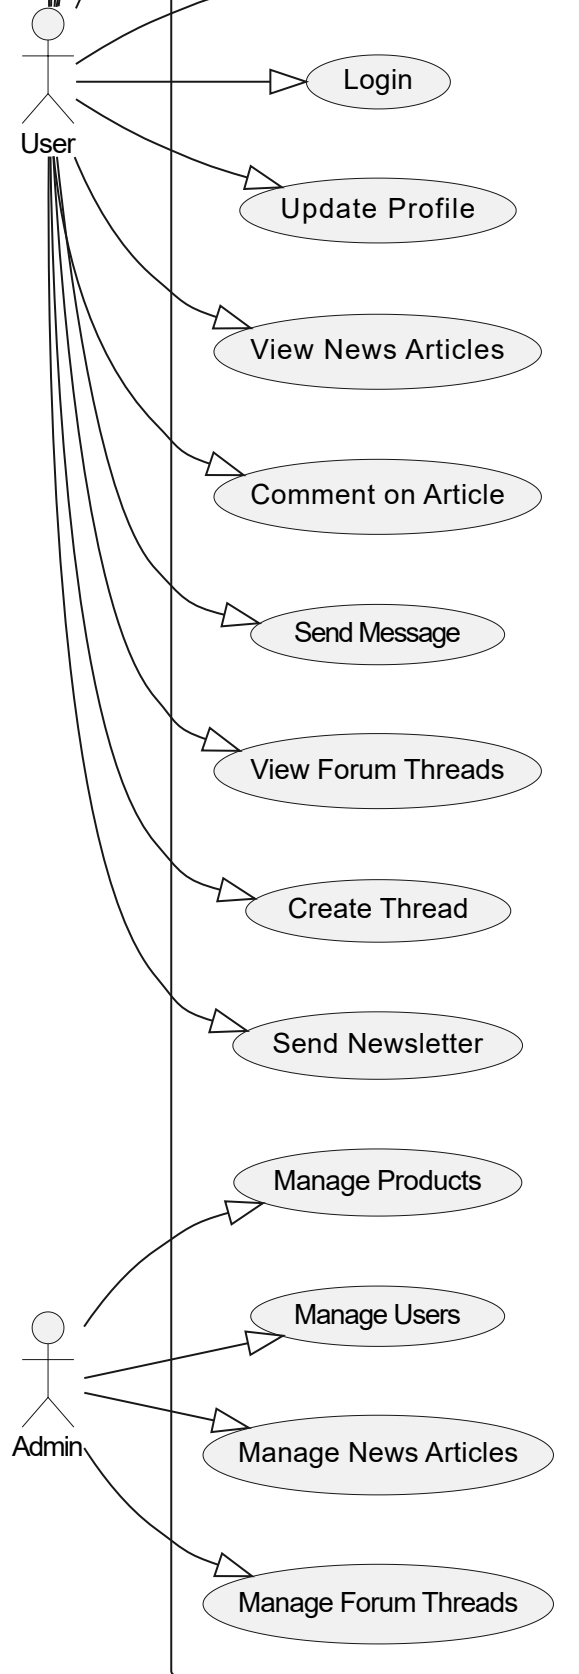 Login
User
Update Profile
View News Articles
Comment on Article
Send Message
View Forum Threads
Create Thread
Send Newsletter
Manage Products
Manage Users
Admin
Manage News Articles
Manage Forum Threads